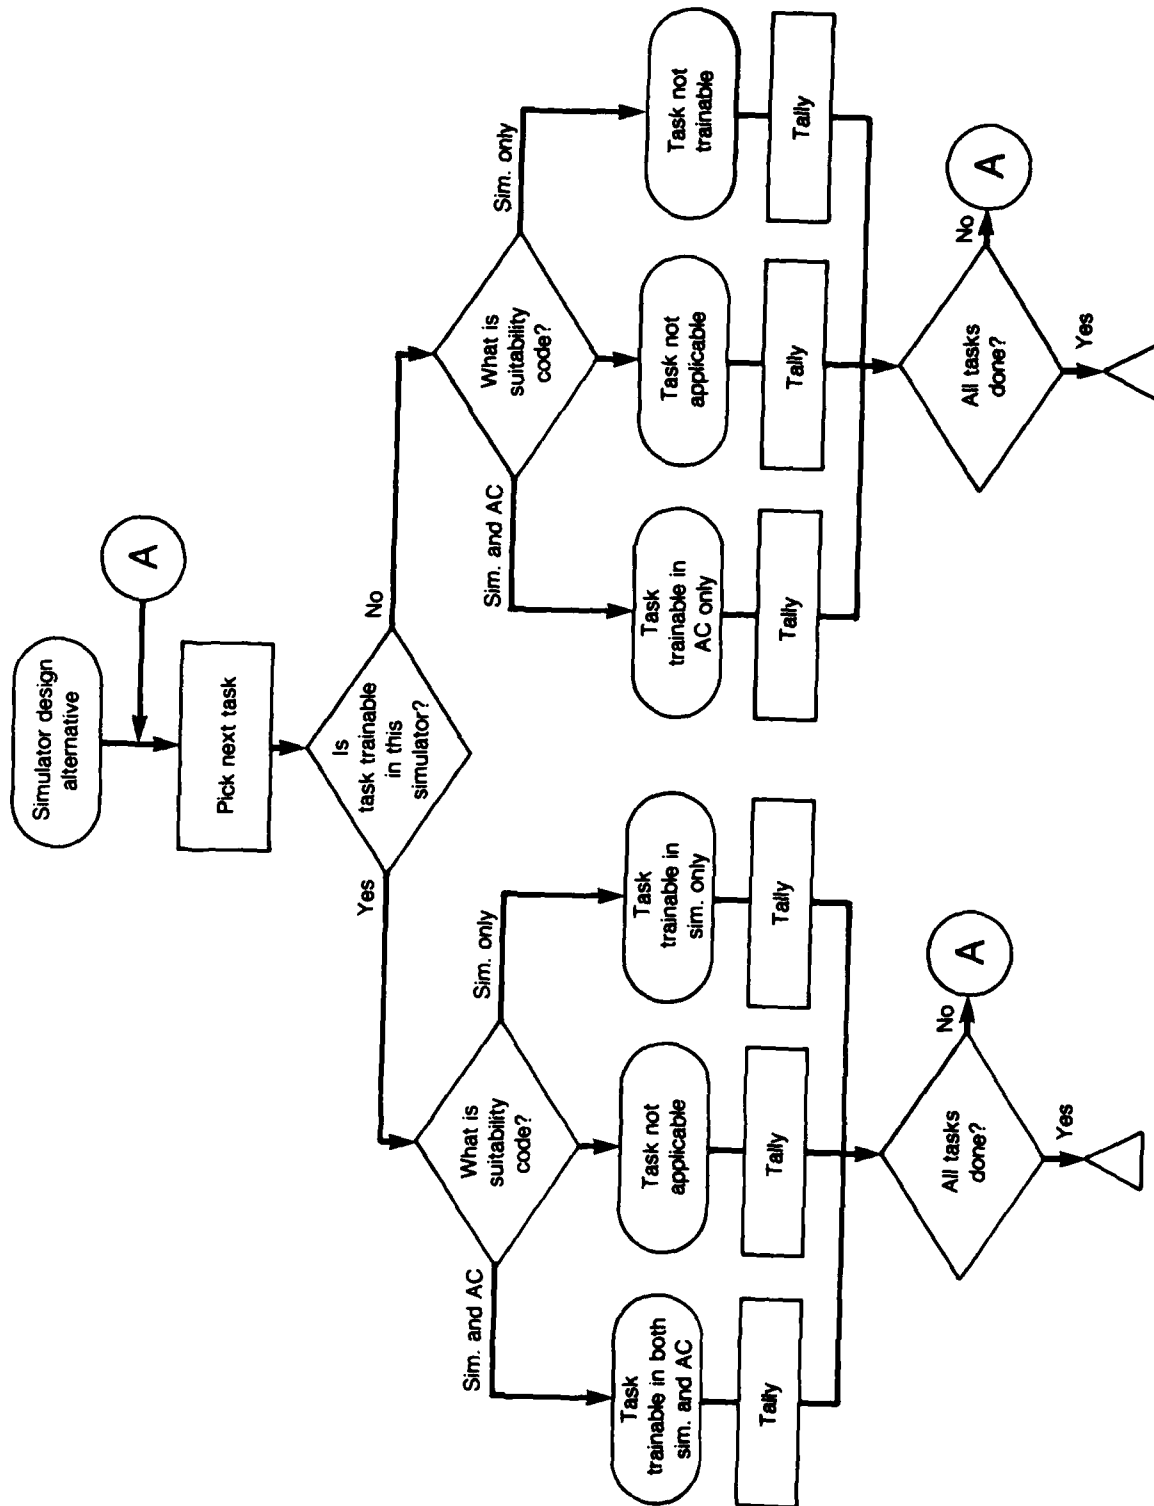 Simulator design
alternative
A
Pick next task
Is
task trainable
in this
simulator?
Yes
No
What is
suitability
code?
Sim. and AC
Sim. only
Task
trainable in both
sim. and AC
Task not
applicable
Task
trainable in
sim. only
Tally
Tally
Tally
All tasks
done?
No
A
Yes
What is
suitability
code?
Sim. and AC
Sim. only
Task
trainable in
AC only
Task not
applicable
Task not
trainable
Tally
Tally
Tally
All tasks
done?
No
A
Yes